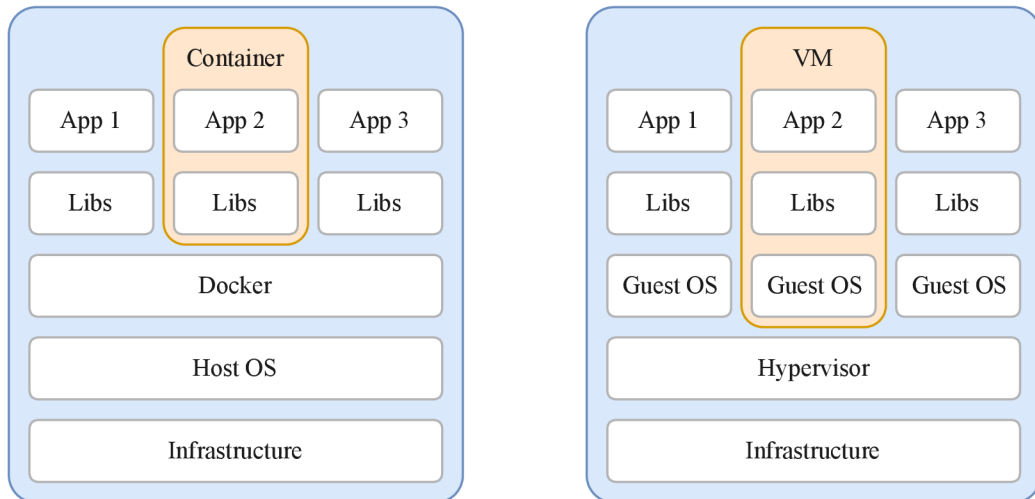 Container
App 1
App 2
App 3
Libs
Libs
Libs
Docker
Host OS
Infrastructure
VM
App 1
App 2
App 3
Libs
Libs
Libs
Guest OS
Guest OS
Guest OS
Hypervisor
Infrastructure